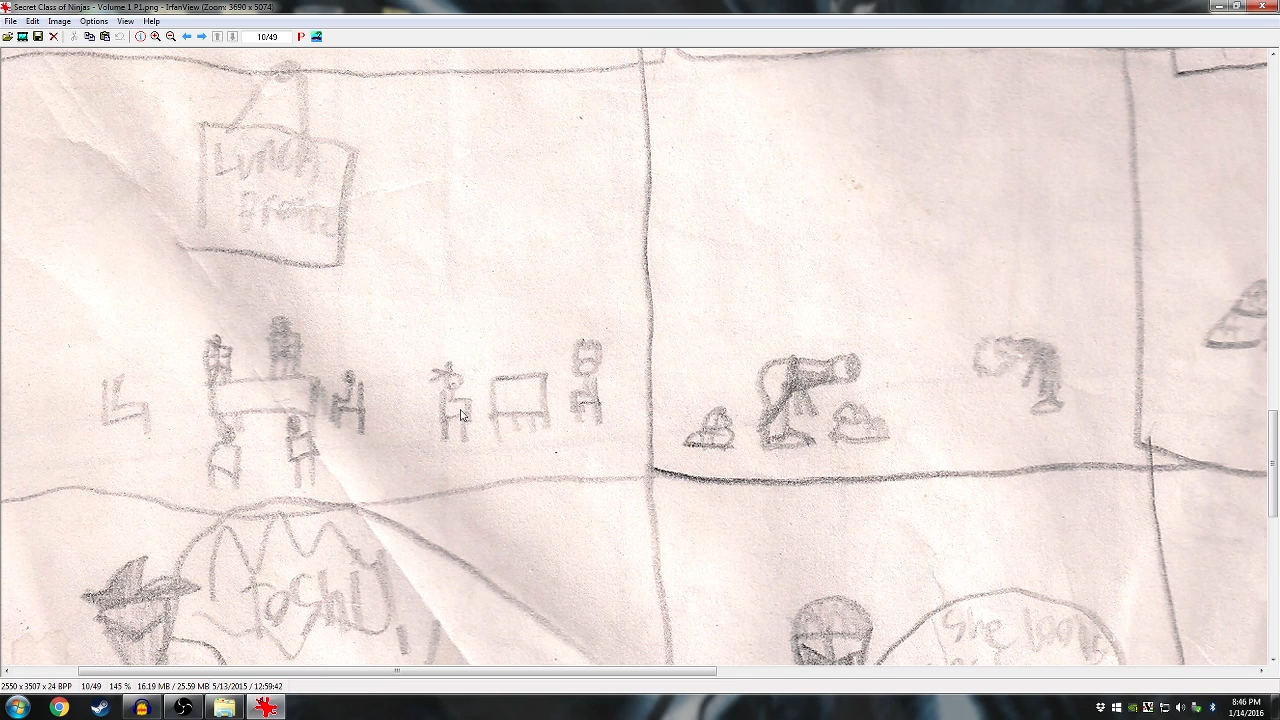 Secret Class of Ninjas - Volume 1 P1.png - IrfanView (Zoom: 3690 x 5074)
File Edit Image Options View Help
10/49
Lunch
toshi
she
2550 x 3507 x 24 BPP 10/49 145 % 16.19 MB / 25.59 MB 5/13/2015 / 12:59:42
8:46 PM
1/14/2016